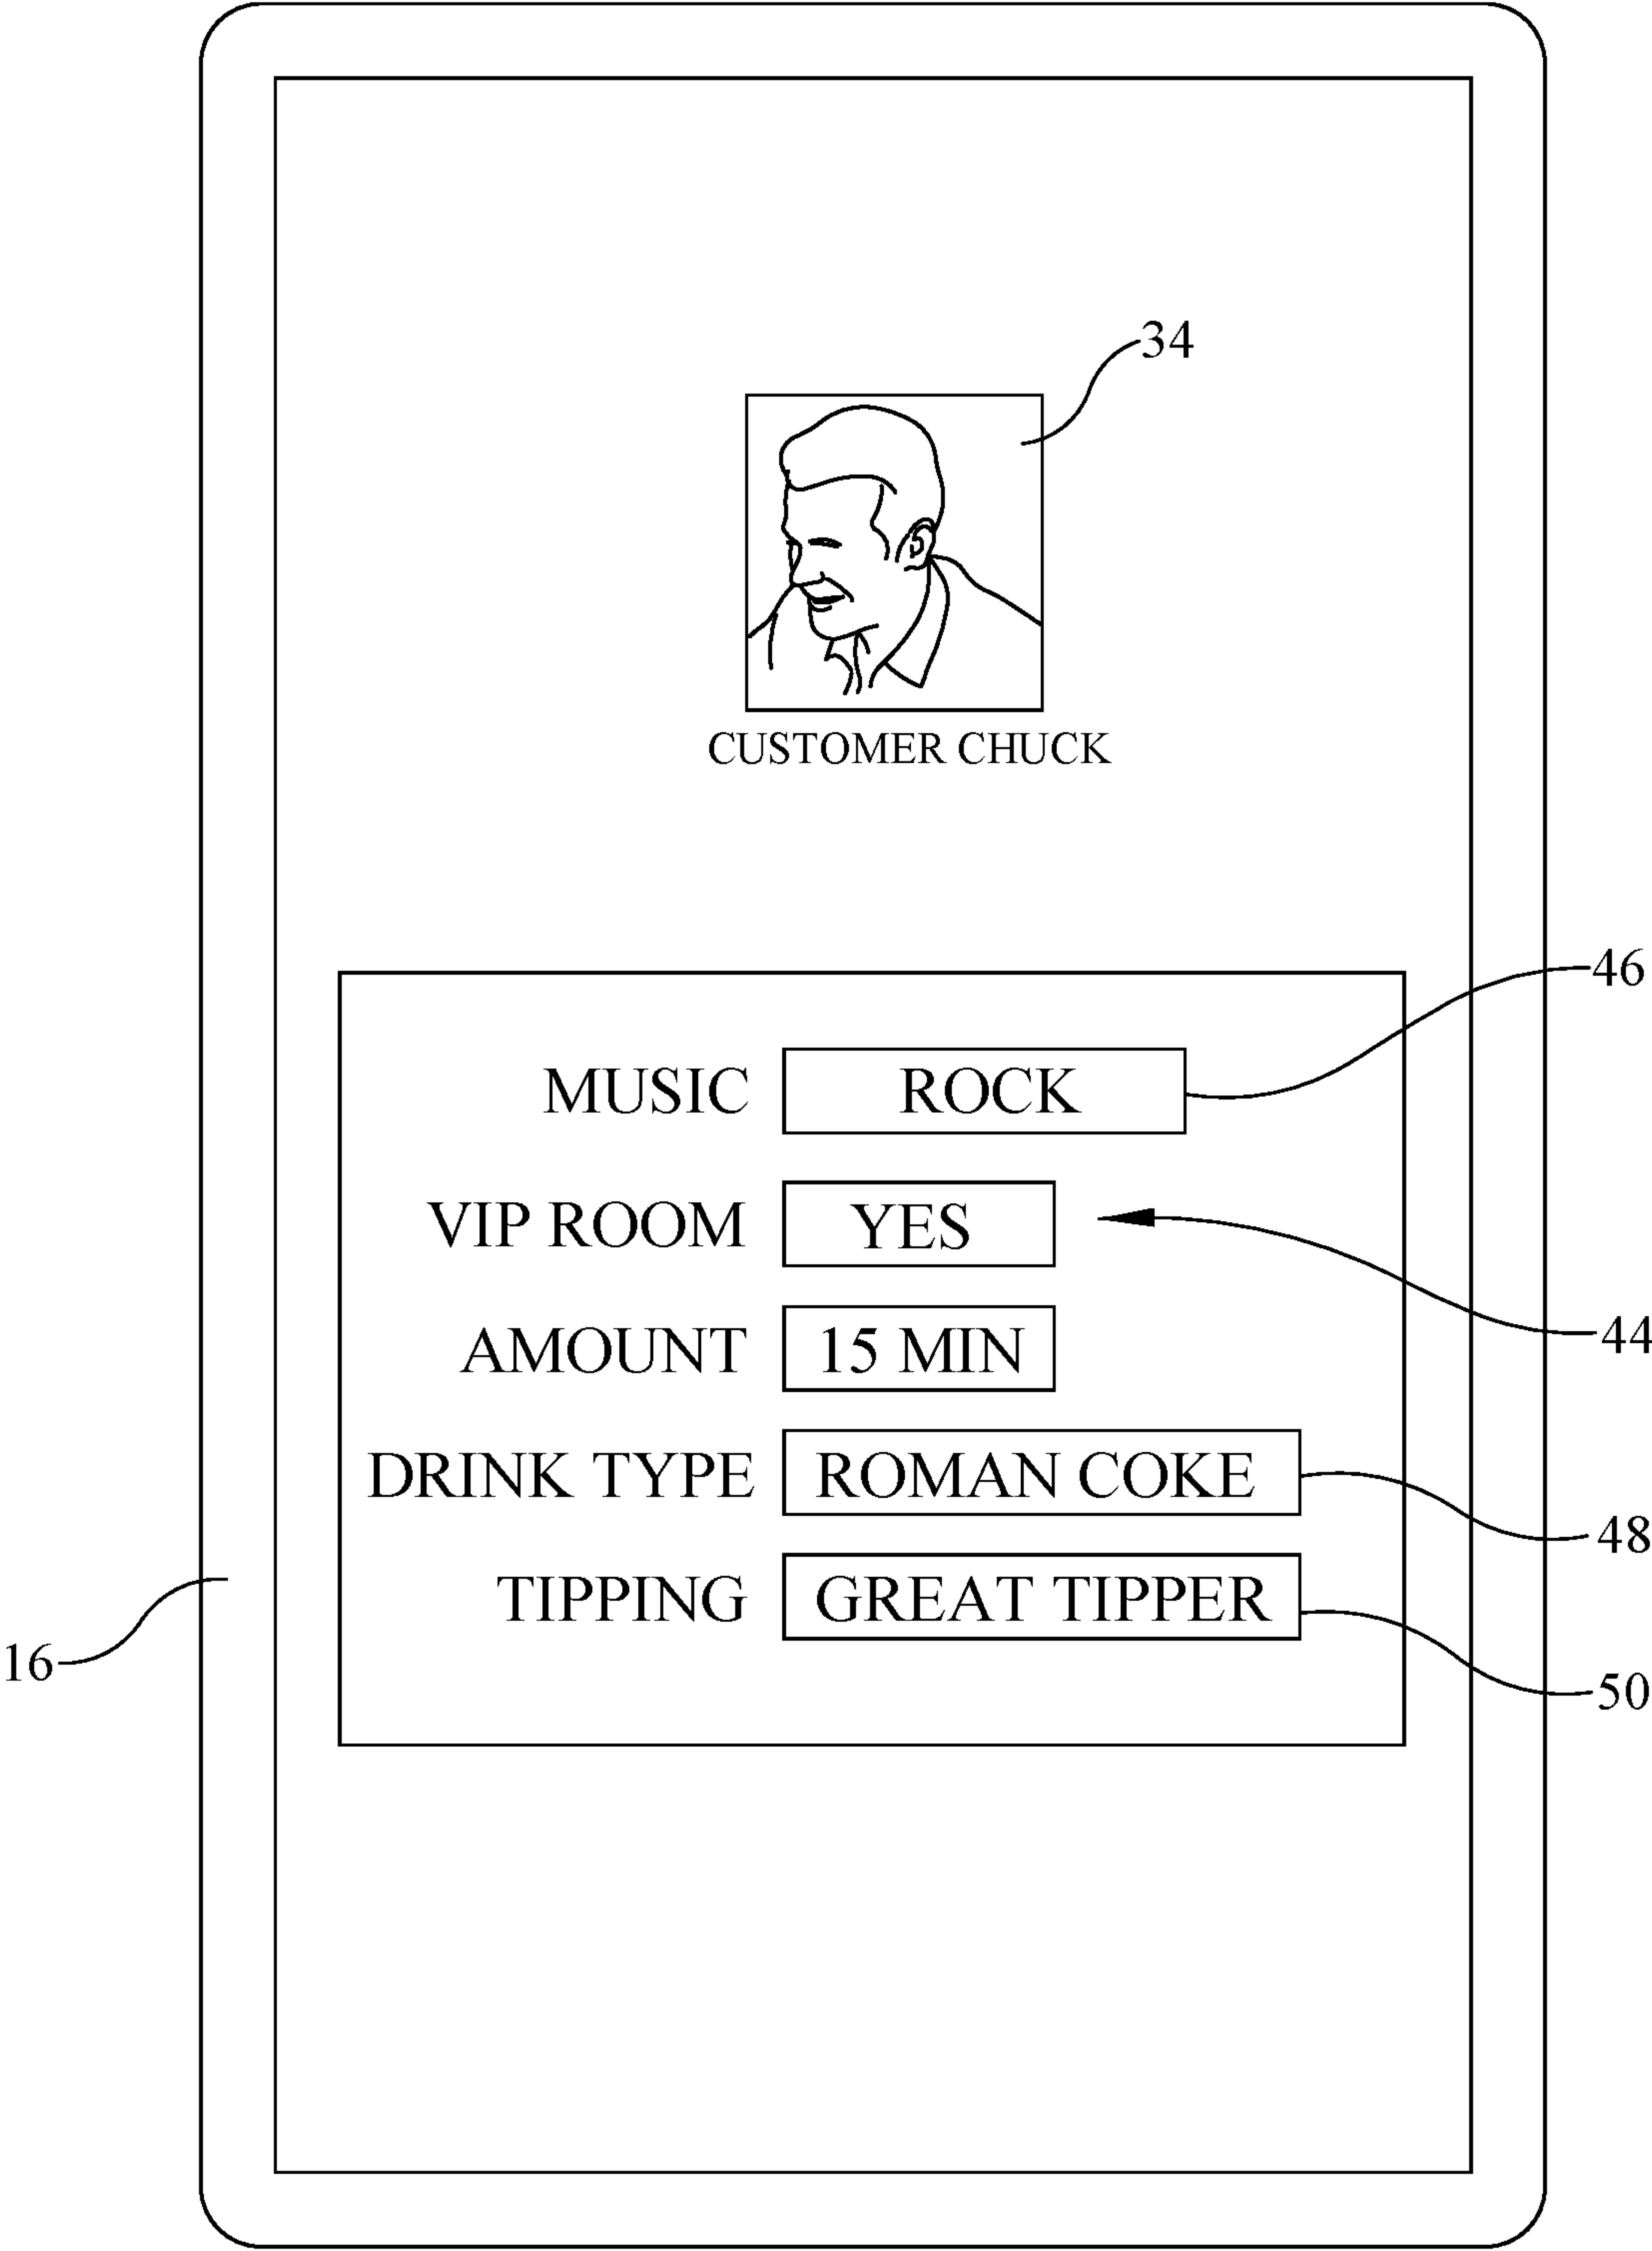 34
CUSTOMER CHUCK
46
MUSIC ROCK
VIP ROOM YES
44
AMOUNT 15 MIN
DRINK TYPE ROMAN COKE
48
TIPPING GREAT TIPPER
16
50